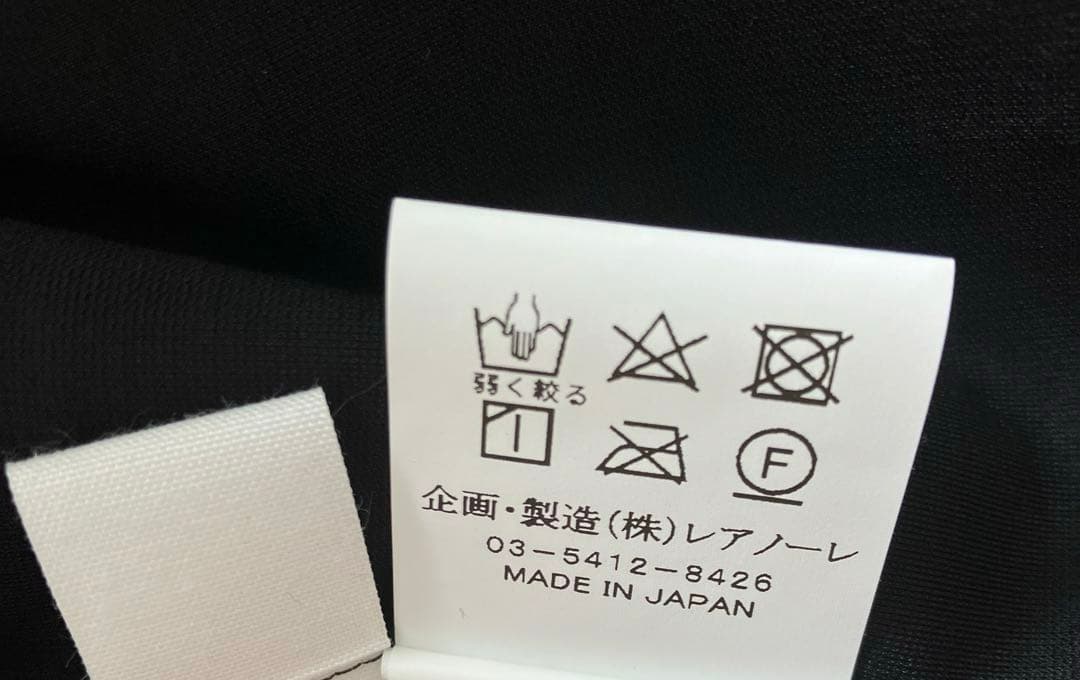 弱く絞る
F
企画・製造(株)レアノーレ
03-5412-8426
MADE IN JAPAN